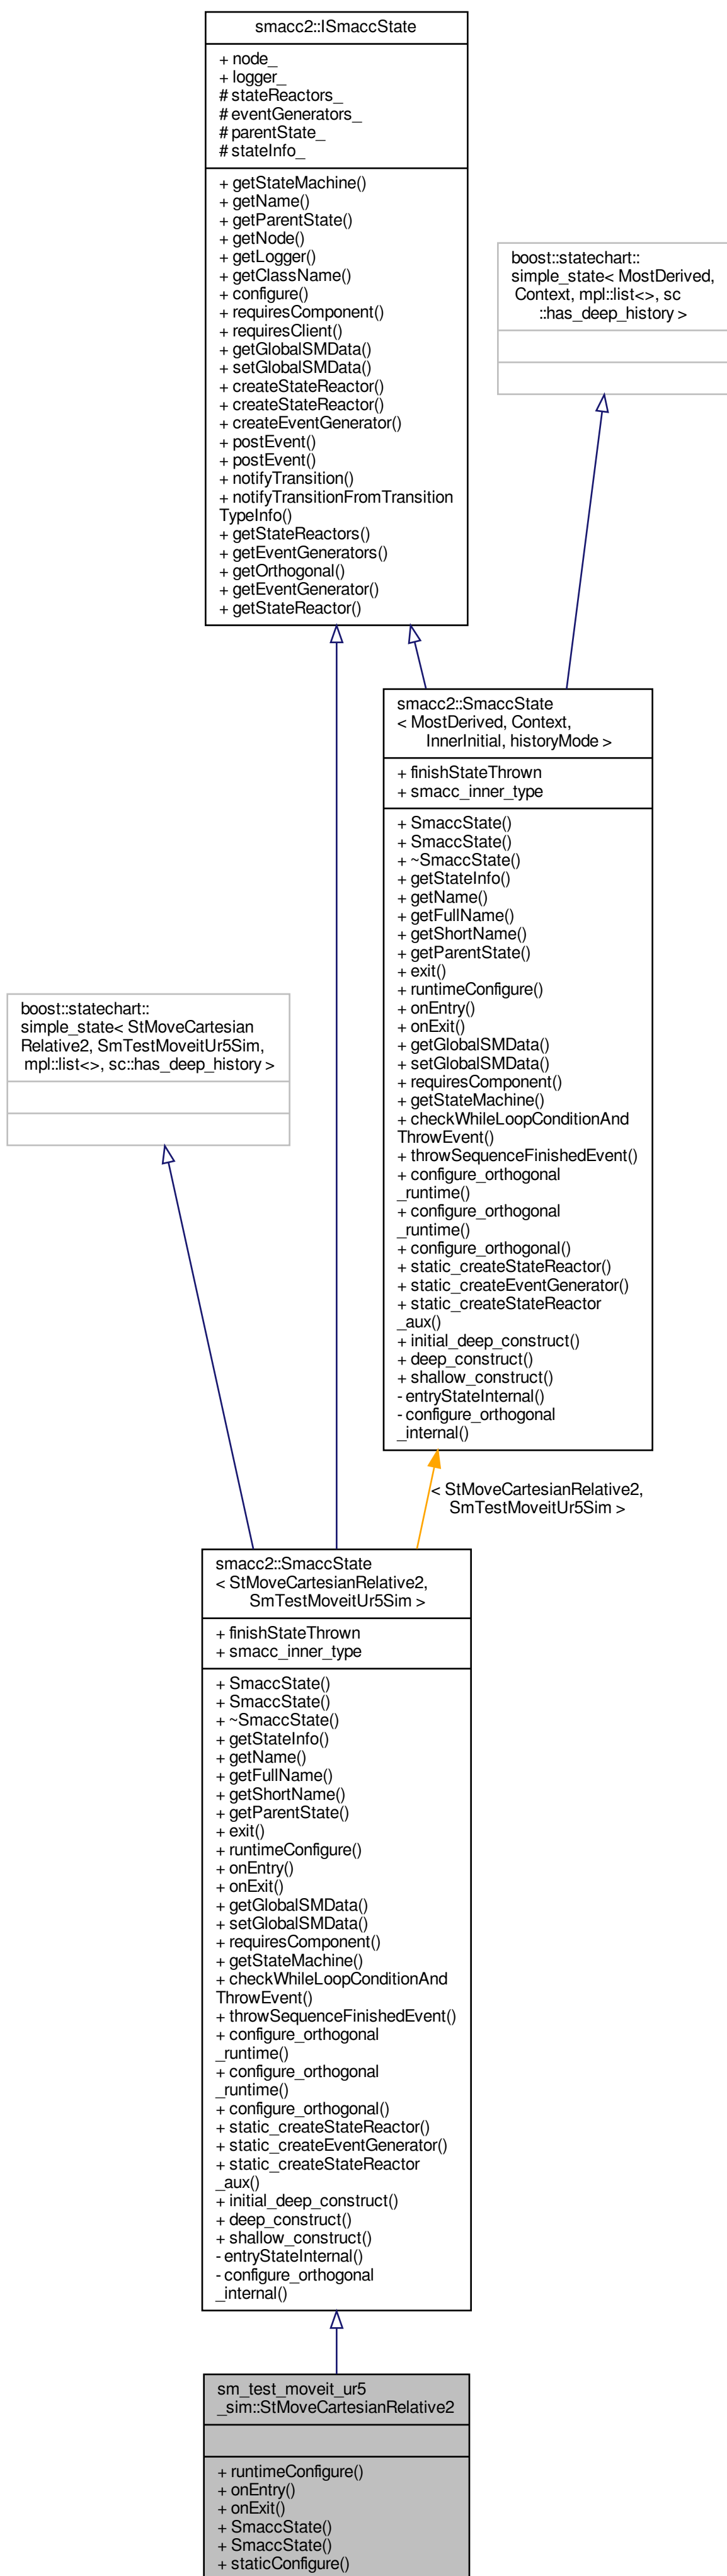 smacc2::ISmaccState
+ node_
+ logger_
# stateReactors_
# eventGenerators_
# parentState_
# stateInfo_
+ getStateMachine()
+ getName()
+ getParentState()
+ getNode()
+ getLogger()
+ getClassName()
+ configure()
+ requiresComponent()
+ requiresClient()
+ getGlobalSMData()
+ setGlobalSMData()
+ createStateReactor()
+ createStateReactor()
+ createEventGenerator()
+ postEvent()
+ postEvent()
+ notifyTransition()
+ notifyTransitionFromTransition
TypeInfo()
+ getStateReactors()
+ getEventGenerators()
+ getOrthogonal()
+ getEventGenerator()
+ getStateReactor()
boost::statechart::
simple_state< MostDerived,
Context, mpl::list<>, sc
::has_deep_history >
smacc2::SmaccState
< MostDerived, Context,
InnerInitial, historyMode >
+ finishStateThrown
+ smacc_inner_type
+ SmaccState()
+ SmaccState()
+ ~SmaccState()
+ getStateInfo()
+ getName()
+ getFullName()
+ getShortName()
+ getParentState()
+ exit()
+ runtimeConfigure()
+ onEntry()
+ onExit()
+ getGlobalSMData()
+ setGlobalSMData()
+ requiresComponent()
+ getStateMachine()
+ checkWhileLoopConditionAnd
ThrowEvent()
+ throwSequenceFinishedEvent()
+ configure_orthogonal
_runtime()
+ configure_orthogonal
_runtime()
+ configure_orthogonal()
+ static_createStateReactor()
+ static_createEventGenerator()
+ static_createStateReactor
_aux()
+ initial_deep_construct()
+ deep_construct()
+ shallow_construct()
- entryStateInternal()
- configure_orthogonal
_internal()
boost::statechart::
simple_state< StMoveCartesian
Relative2, SmTestMoveitUr5Sim,
mpl::list<>, sc::has_deep_history >
< StMoveCartesianRelative2,
SmTestMoveitUr5Sim >
smacc2::SmaccState
< StMoveCartesianRelative2,
SmTestMoveitUr5Sim >
+ finishStateThrown
+ smacc_inner_type
+ SmaccState()
+ SmaccState()
+ ~SmaccState()
+ getStateInfo()
+ getName()
+ getFullName()
+ getShortName()
+ getParentState()
+ exit()
+ runtimeConfigure()
+ onEntry()
+ onExit()
+ getGlobalSMData()
+ setGlobalSMData()
+ requiresComponent()
+ getStateMachine()
+ checkWhileLoopConditionAnd
ThrowEvent()
+ throwSequenceFinishedEvent()
+ configure_orthogonal
_runtime()
+ configure_orthogonal
_runtime()
+ configure_orthogonal()
+ static_createStateReactor()
+ static_createEventGenerator()
+ static_createStateReactor
_aux()
+ initial_deep_construct()
+ deep_construct()
+ shallow_construct()
- entryStateInternal()
- configure_orthogonal
_internal()
sm_test_moveit_ur5
_sim::StMoveCartesianRelative2
+ runtimeConfigure()
+ onEntry()
+ onExit()
+ SmaccState()
+ SmaccState()
+ staticConfigure()